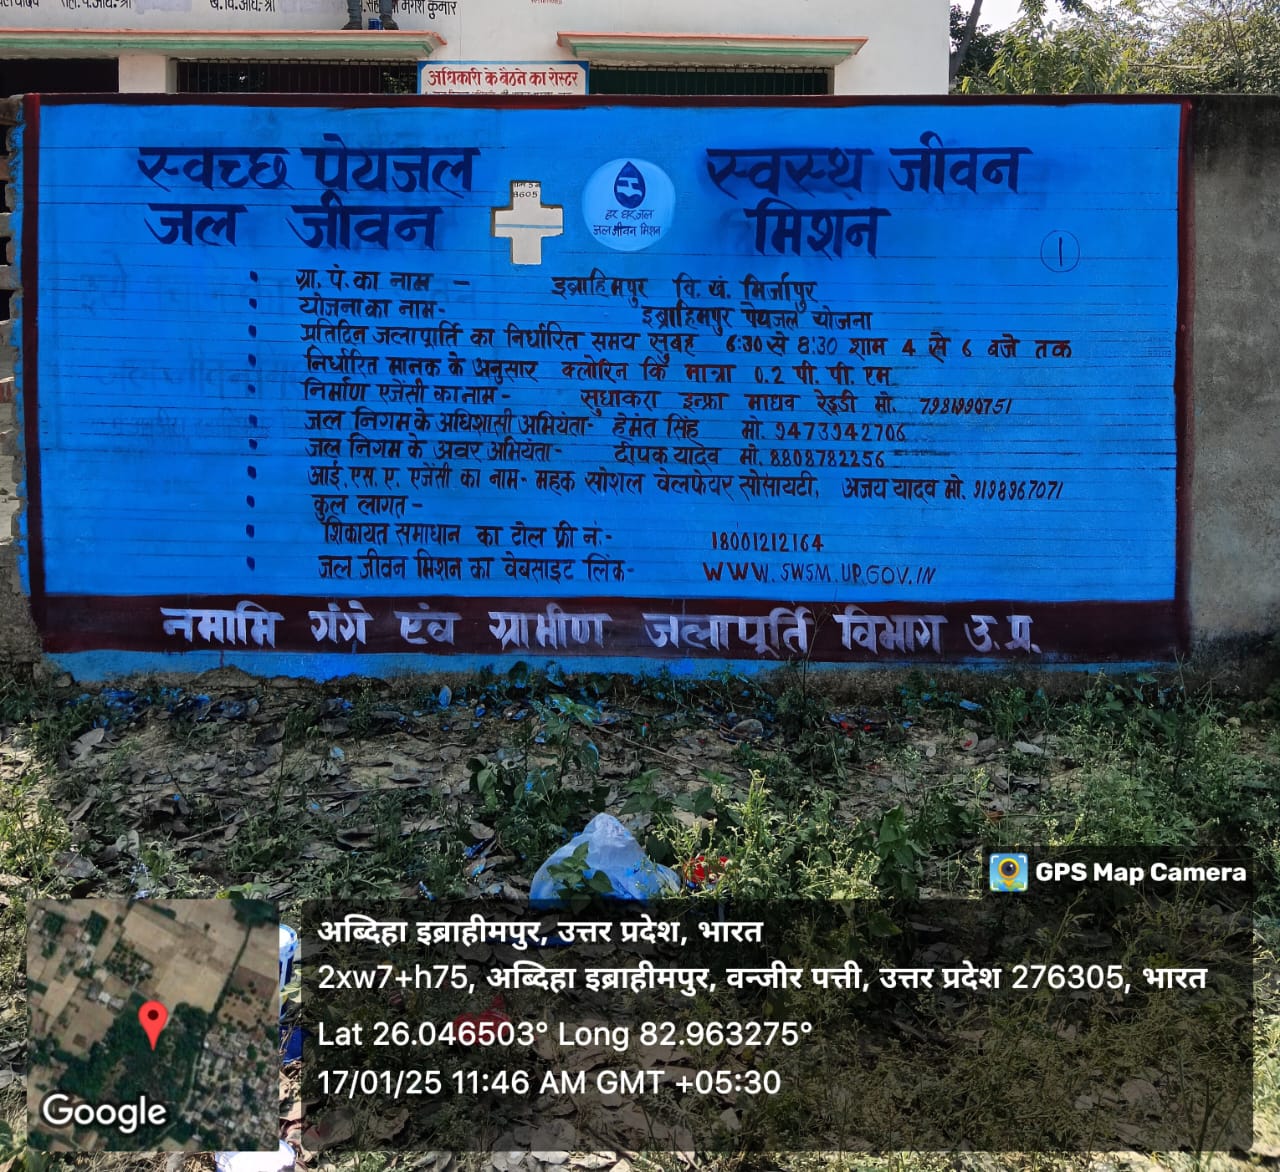 ख.वि.अधि.श्री
कुमार
अधिकारी के बैठने का रोस्टर
स्वच्छ पेयजल स्वस्थ जीवन
जल जीवन मिशन
8605
हर घर जल
जल जीवन मिशन
1
ग्रा. पं. का नाम – इब्राहिमपुर वि. खं. मिर्जापुर
योजना का नाम- इब्राहिमपुर पेयजल योजना
प्रतिदिन जलापूर्ति का निर्धारित समय सुबह 6:30 से 8:30 शाम 4 से 6 बजे तक
निर्धारित मानक के अनुसार क्लोरिन कि मात्रा 0.2 पी. पी. एम
निर्माण एजेंसी का नाम- सुधाकरा इन्फ्रा माधव रेड्डी मो. 7981990751
जल निगम के अधिशासी अभियंता- हेमंत सिंह मो. 9473942706
जल निगम के अवर अभियंता- दीपक यादव मो. 8808782256
आई. एस. ए. एजेंसी का नाम- महक सोशल वेलफेयर सोसायटी, अजय यादव मो. 9198967071
कुल लागत-
शिकायत समाधान का टोल फ्री नं.- 18001212164
जल जीवन मिशन का वेबसाइट लिंक- WWW.SWSM.UP.GOV.IN
नमामि गंगे एंव ग्रामीण जलापूर्ति विभाग उ.प्र.
GPS Map Camera
अब्दिहा इब्राहीमपुर, उत्तर प्रदेश, भारत
2xw7+h75, अब्दिहा इब्राहीमपुर, वन्जीर पत्ती, उत्तर प्रदेश 276305, भारत
Lat 26.046503° Long 82.963275°
17/01/25 11:46 AM GMT +05:30
Google